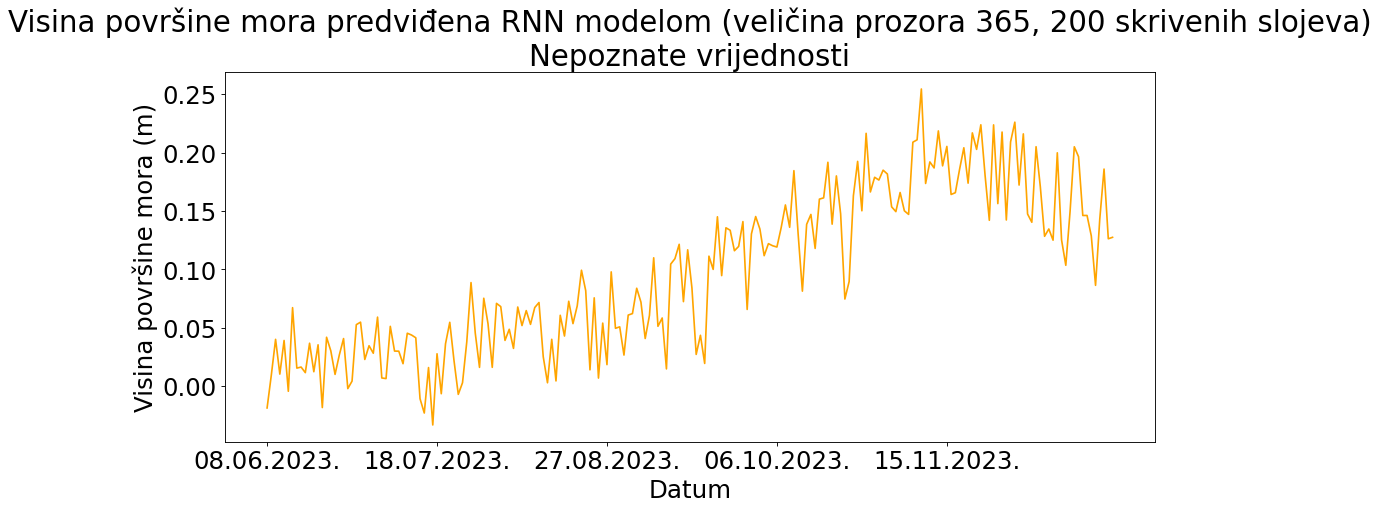 Visina površine mora predviđena RNN modelom (veličina prozora 365, 200 skrivenih slojeva)
Nepoznate vrijednosti
Visina površine mora (m)
0.25
0.20
0.15
0.10
0.05
0.00
08.06.2023. 18.07.2023. 27.08.2023. 06.10.2023. 15.11.2023.
Datum